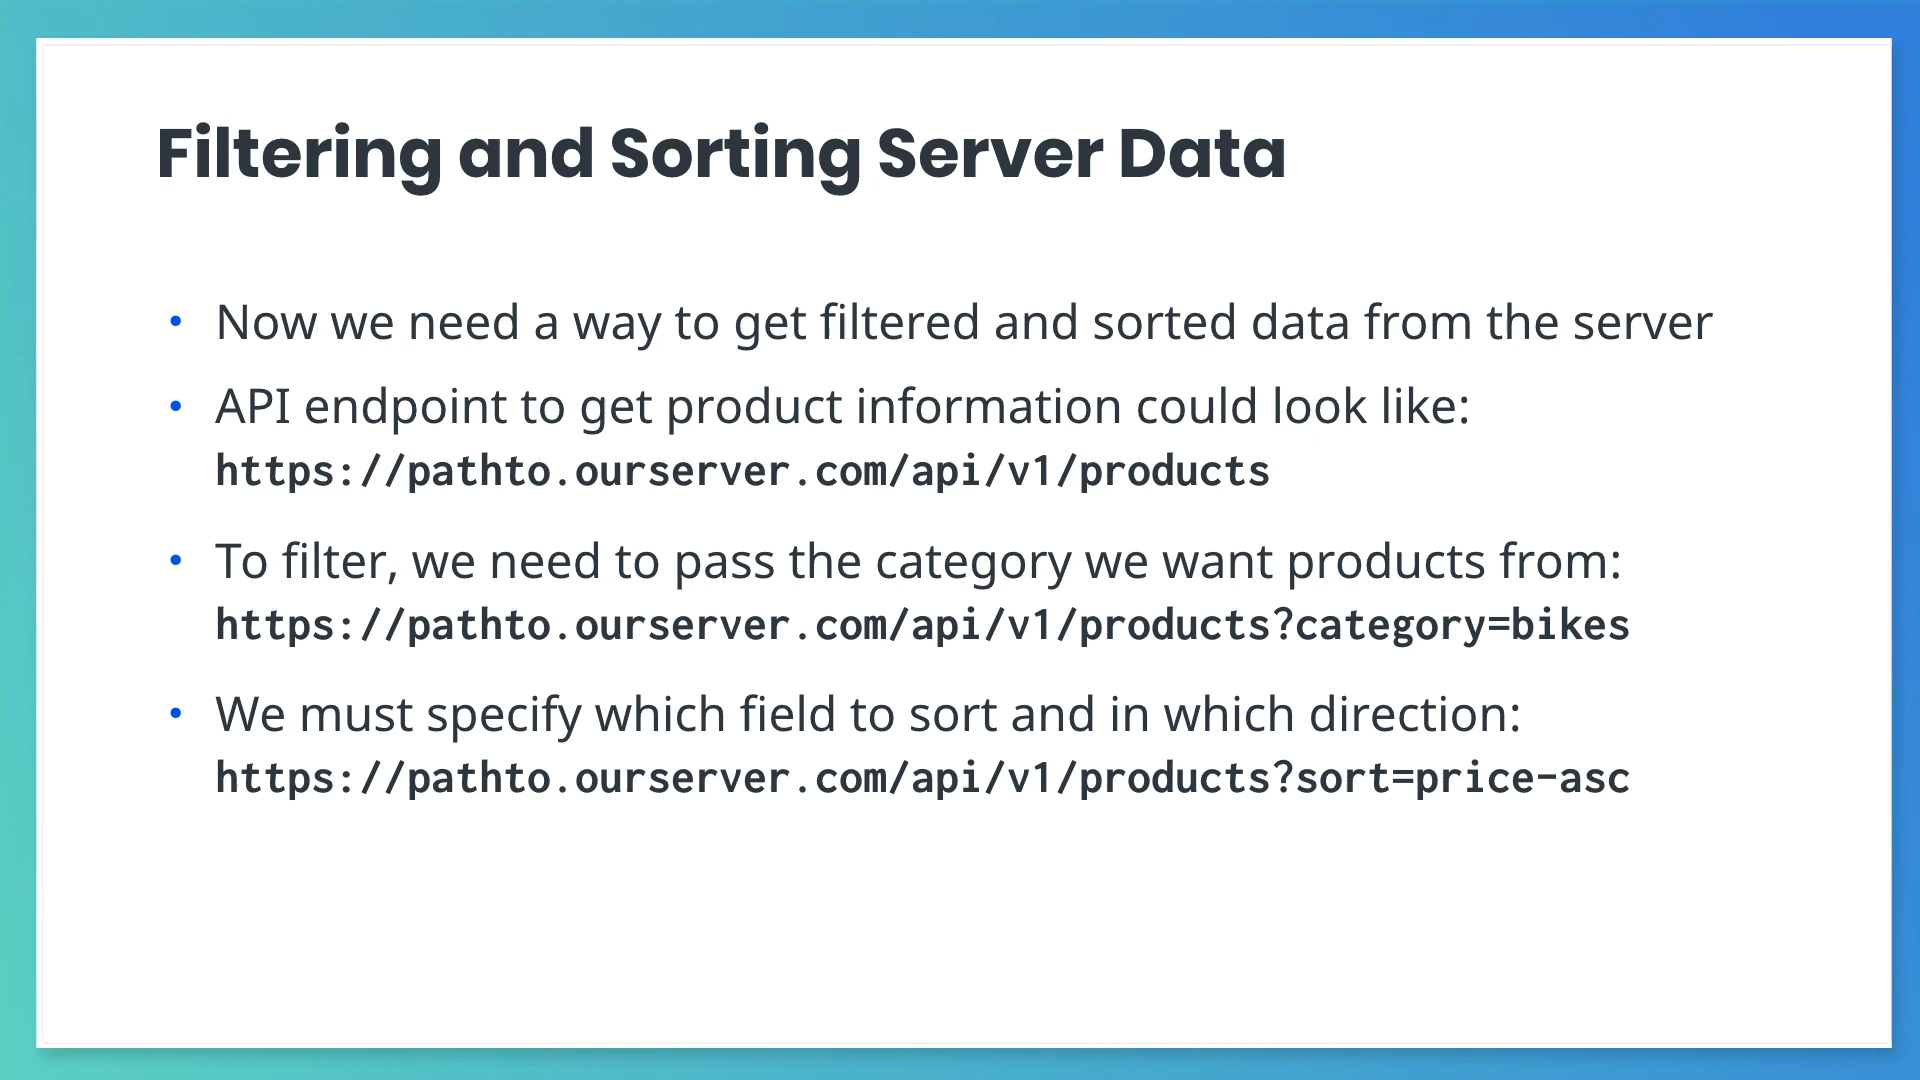 Filtering and Sorting Server Data
• Now we need a way to get filtered and sorted data from the server
• API endpoint to get product information could look like:
https://pathto.ourserver.com/api/v1/products
• To filter, we need to pass the category we want products from:
https://pathto.ourserver.com/api/v1/products?category=bikes
• We must specify which field to sort and in which direction:
https://pathto.ourserver.com/api/v1/products?sort=price-asc